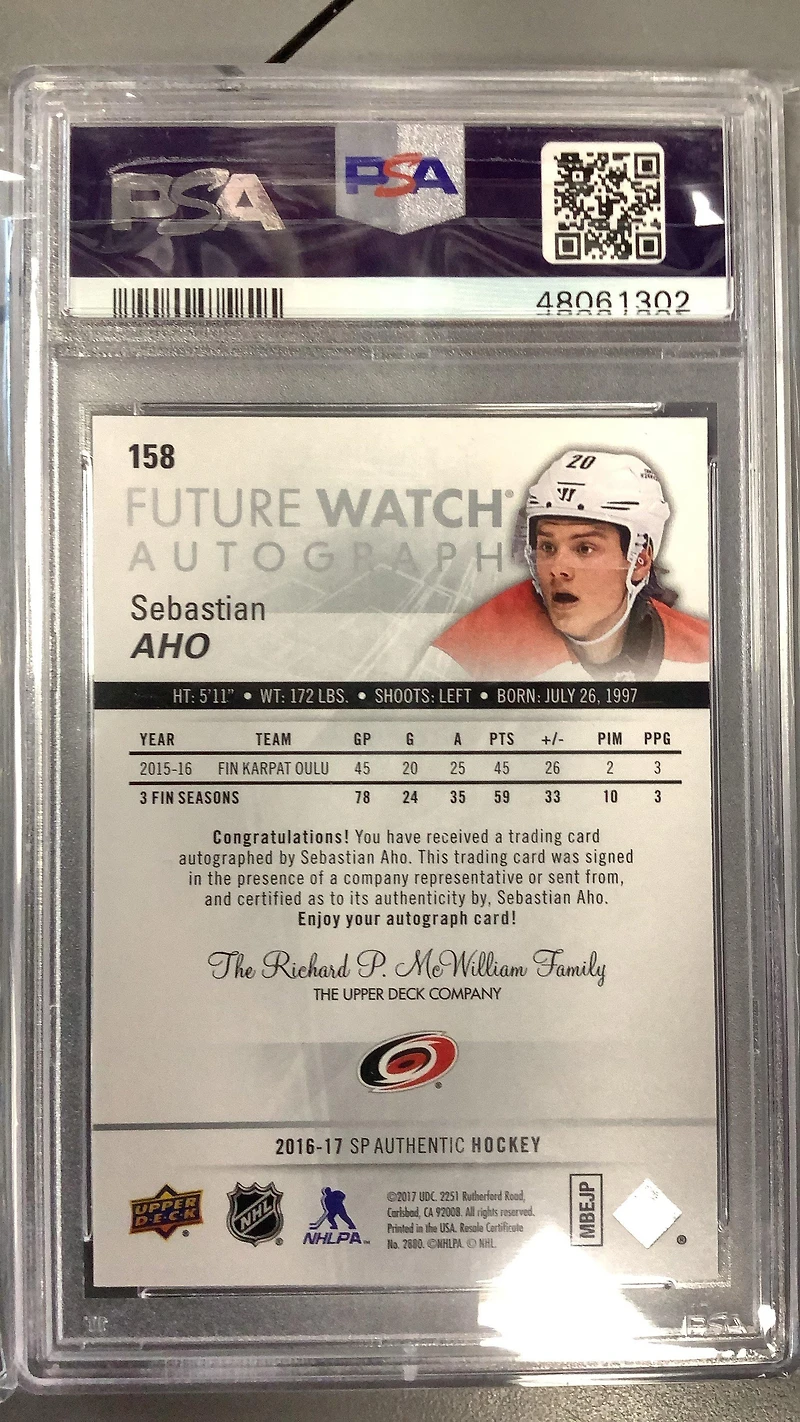 PSA PSA
48061302
158
FUTURE WATCH
AUTOGRAPH
Sebastian
AHO
20
HT: 5'11" • WT: 172 LBS. • SHOOTS: LEFT • BORN: JULY 26, 1997
YEAR TEAM GP G A PTS +/- PIM PPG
2015-16 FIN KARPAT OULU 45 20 25 45 26 2 3
3 FIN SEASONS 78 24 35 59 33 10 3
Congratulations! You have received a trading card
autographed by Sebastian Aho. This trading card was signed
in the presence of a company representative or sent from,
and certified as to its authenticity by, Sebastian Aho.
Enjoy your autograph card!
The Richard P. McWilliam Family
THE UPPER DECK COMPANY
2016-17 SP AUTHENTIC HOCKEY
UPPER
DECK
®
NHL
®
NHLPA™
©2017 UDC. 2251 Rutherford Road,
Carlsbad, CA 92008. All rights reserved.
Printed in the USA. Resale Certificate
No. 2880. ©NHLPA. © NHL.
MBEJP
®
PSA